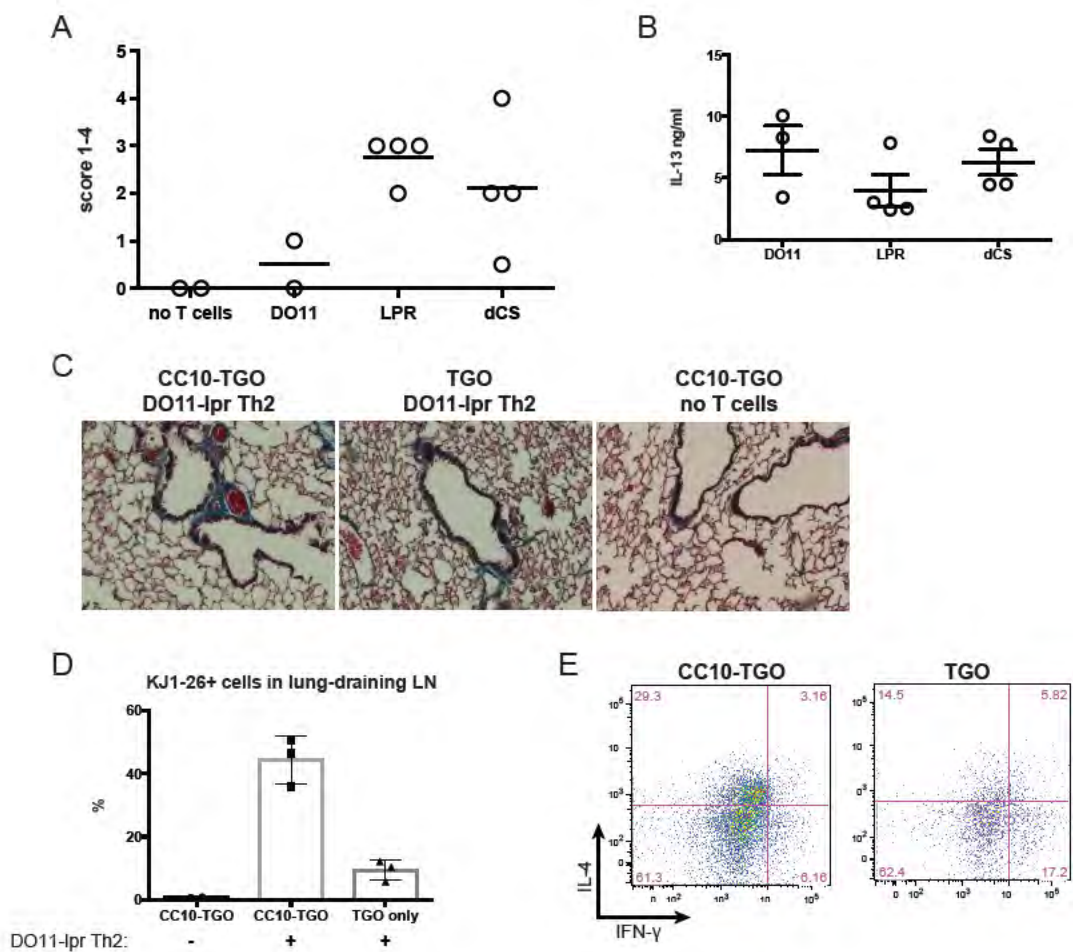 A
score 1-4
5
4
3
2
1
0
no T cells DO11 LPR dCS
B
IL-13 ng/ml
15
10
5
0
DO11 LPR dCS
C
CC10-TGO
DO11-lpr Th2
TGO
DO11-lpr Th2
CC10-TGO
no T cells
D
KJ1-26+ cells in lung-draining LN
%
60
40
20
0
CC10-TGO CC10-TGO TGO only
DO11-lpr Th2: - + +
E
CC10-TGO
29.3 3.16
61.3 6.16
TGO
14.5 5.82
62.4 17.2
IL-4
IFN-γ